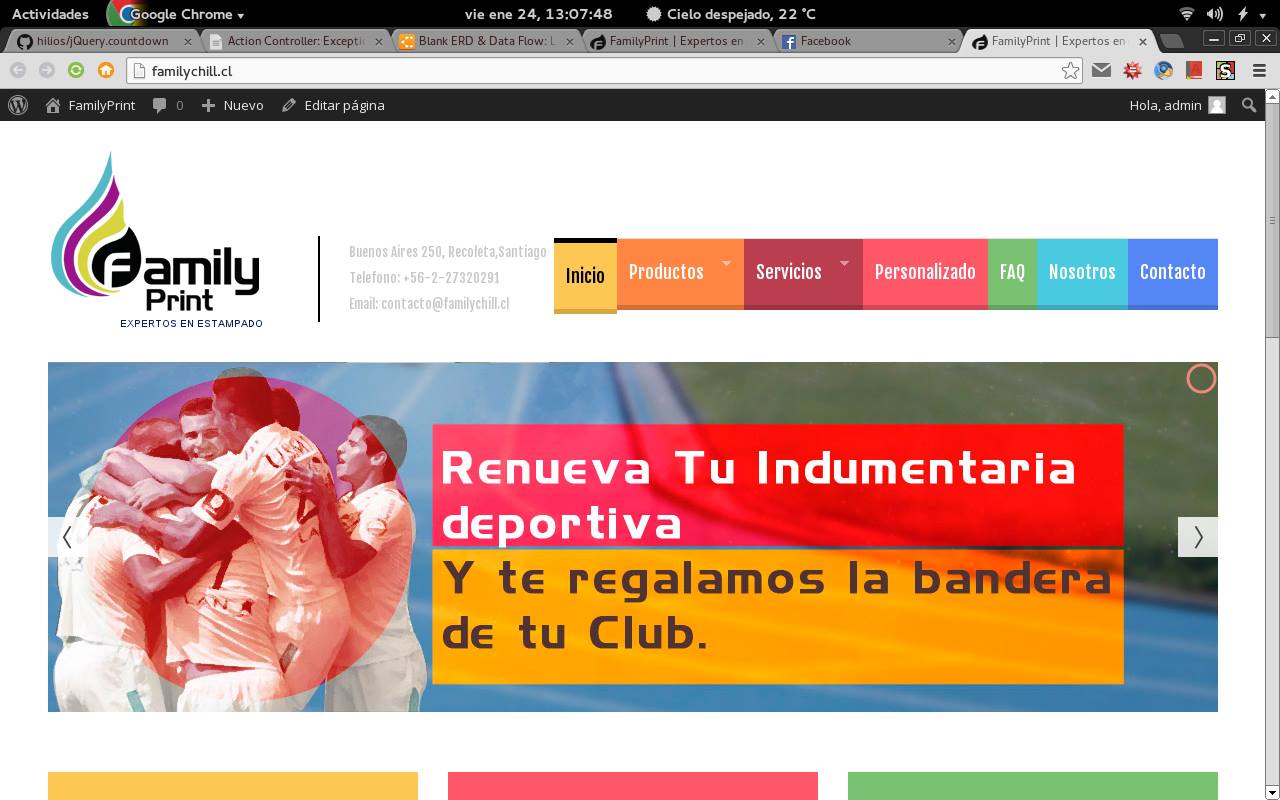 Actividades Google Chrome vie ene 24, 13:07:48 Cielo despejado, 22 °C
hilios/jQuery.countdown Action Controller: Excepti Blank ERD & Data Flow: L FamilyPrint | Expertos en Facebook FamilyPrint | Expertos en
familychill.cl
FamilyPrint 0 Nuevo Editar página Hola, admin
Family
Print
EXPERTOS EN ESTAMPADO
Buenos Aires 250, Recoleta,Santiago
Telefono: +56-2-27320291
Email: contacto@familychill.cl
Inicio Productos Servicios Personalizado FAQ Nosotros Contacto
Renueva Tu Indumentaria
deportiva
Y te regalamos la bandera
de tu Club.